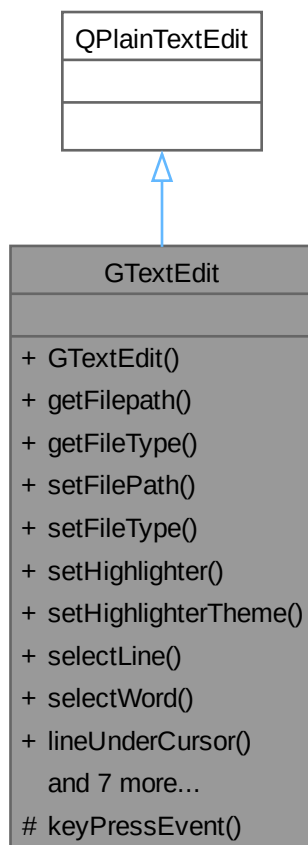 QPlainTextEdit
GTextEdit
+ GTextEdit()
+ getFilepath()
+ getFileType()
+ setFilePath()
+ setFileType()
+ setHighlighter()
+ setHighlighterTheme()
+ selectLine()
+ selectWord()
+ lineUnderCursor()
and 7 more...
# keyPressEvent()